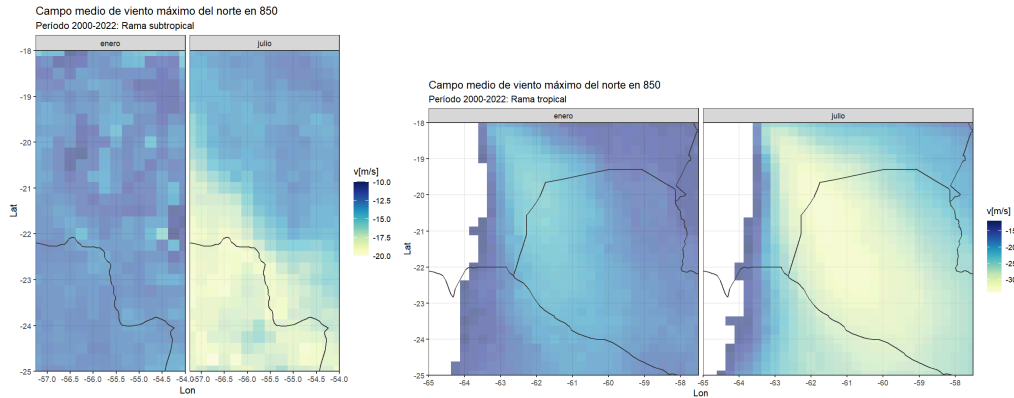 Campo medio de viento máximo del norte en 850
Período 2000-2022: Rama subtropical
enero
julio
-18
-19
-20
-21
-22
-23
-24
-25
Lat
-57.0 -56.5 -56.0 -55.5 -55.0 -54.5 -54.0 -57.0 -56.5 -56.0 -55.5 -55.0 -54.5 -54.0
Lon
v[m/s]
-10.0
-12.5
-15.0
-17.5
-20.0
Campo medio de viento máximo del norte en 850
Período 2000-2022: Rama tropical
enero
julio
-18
-19
-20
-21
-22
-23
-24
-25
Lat
-65 -64 -63 -62 -61 -60 -59 -58 -65 -64 -63 -62 -61 -60 -59 -58
Lon
v[m/s]
-15
-20
-25
-30